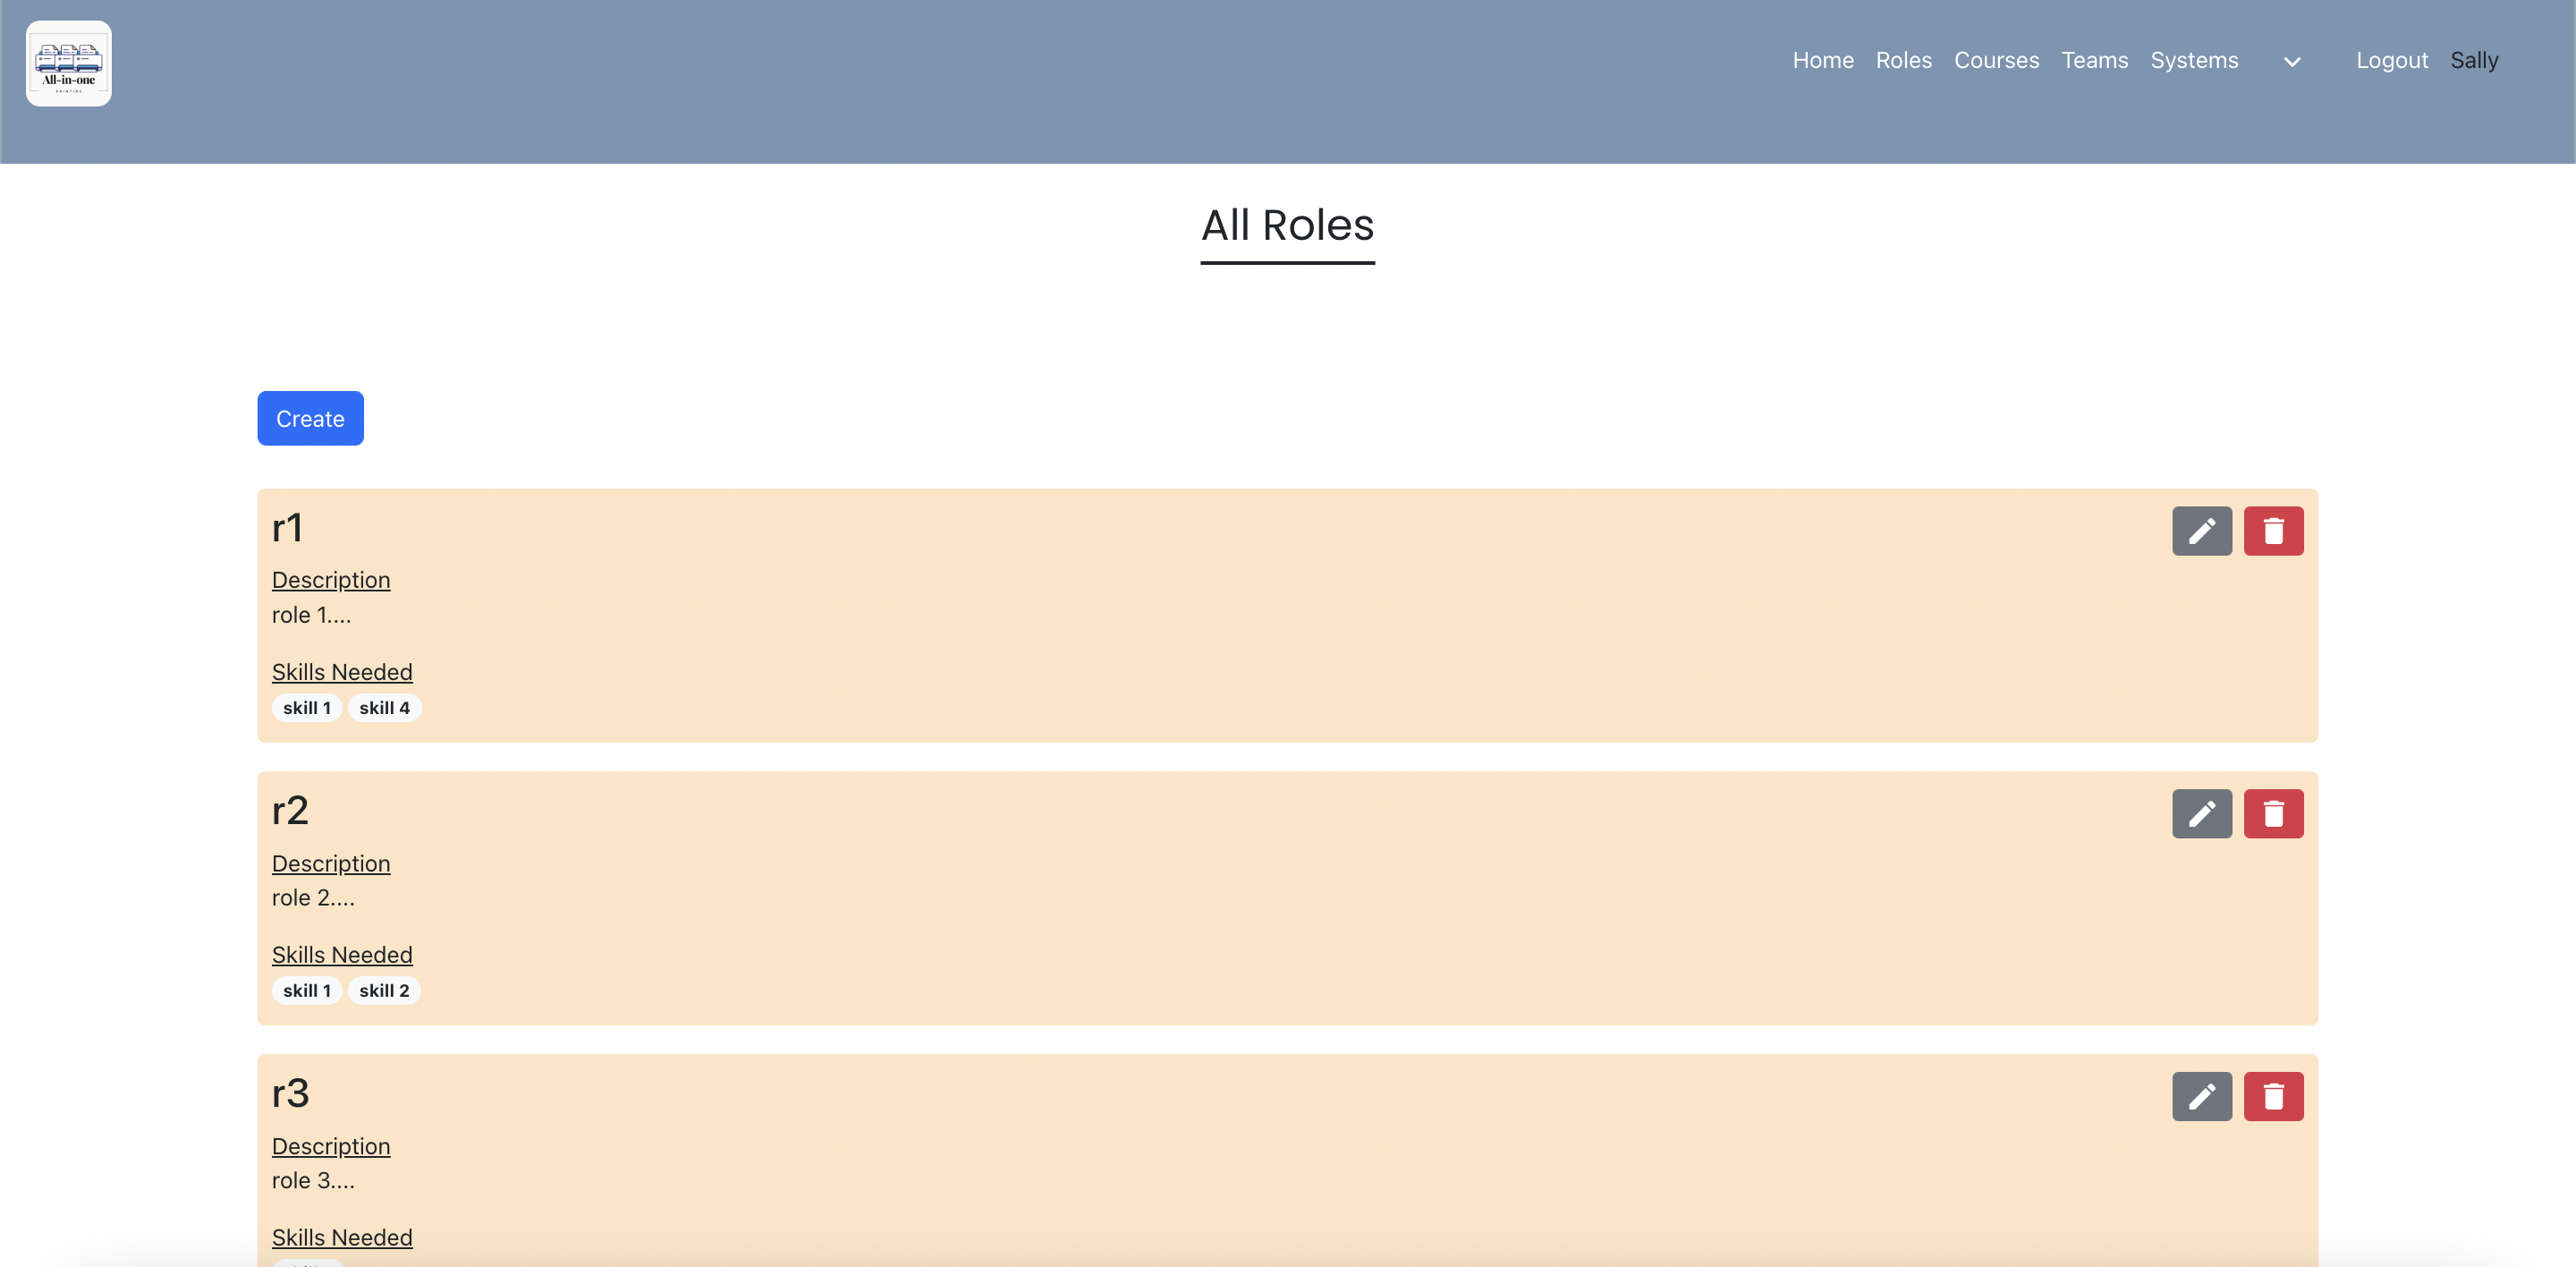 All-in-one
PRINTING
Home Roles Courses Teams Systems Logout Sally
All Roles
Create
r1
Description
role 1....
Skills Needed
skill 1 skill 4
r2
Description
role 2....
Skills Needed
skill 1 skill 2
r3
Description
role 3....
Skills Needed